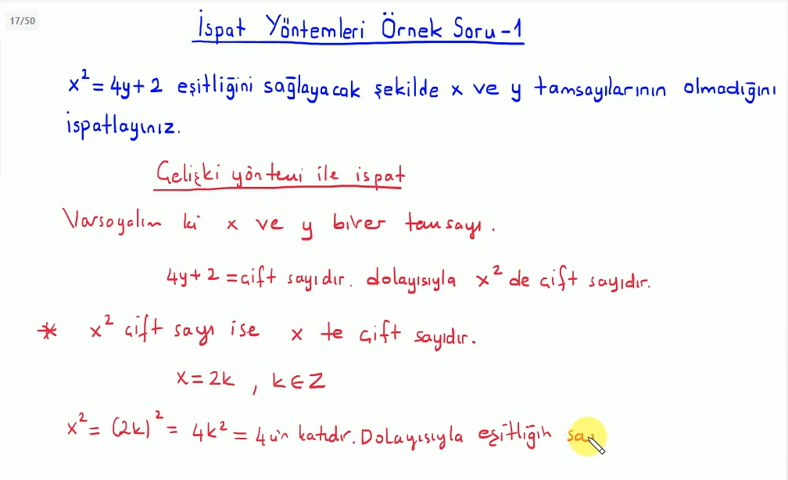 17/50
İspat Yöntemleri Örnek Soru-1
x² = 4y+2 eşitliğini sağlayacak şekilde x ve y tamsayılarının olmadığını
ispatlayınız.
Çelişki yöntemi ile ispat
Varsayalım ki x ve y birer tamsayı.
4y+2 = çift sayıdır. dolayısıyla x² de çift sayıdır.
* x² çift sayı ise x te çift sayıdır.
x = 2k , k ∈ Z
x² = (2k)² = 4k² = 4ün katıdır. Dolayısıyla eşitliğin sa